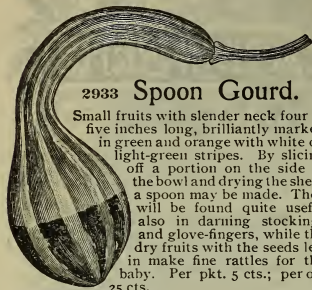 2933 Spoon Gourd.
Small fruits with slender neck four
five inches long, brilliantly marke
in green and orange with white o
light-green stripes. By slicin
off a portion on the side
the bowl and drying the she
a spoon may be made. The
will be found quite usef
also in darning stocking
and glove-fingers, while th
dry fruits with the seeds le
in make fine rattles for th
baby. Per pkt. 5 cts.; per o
25 cts.